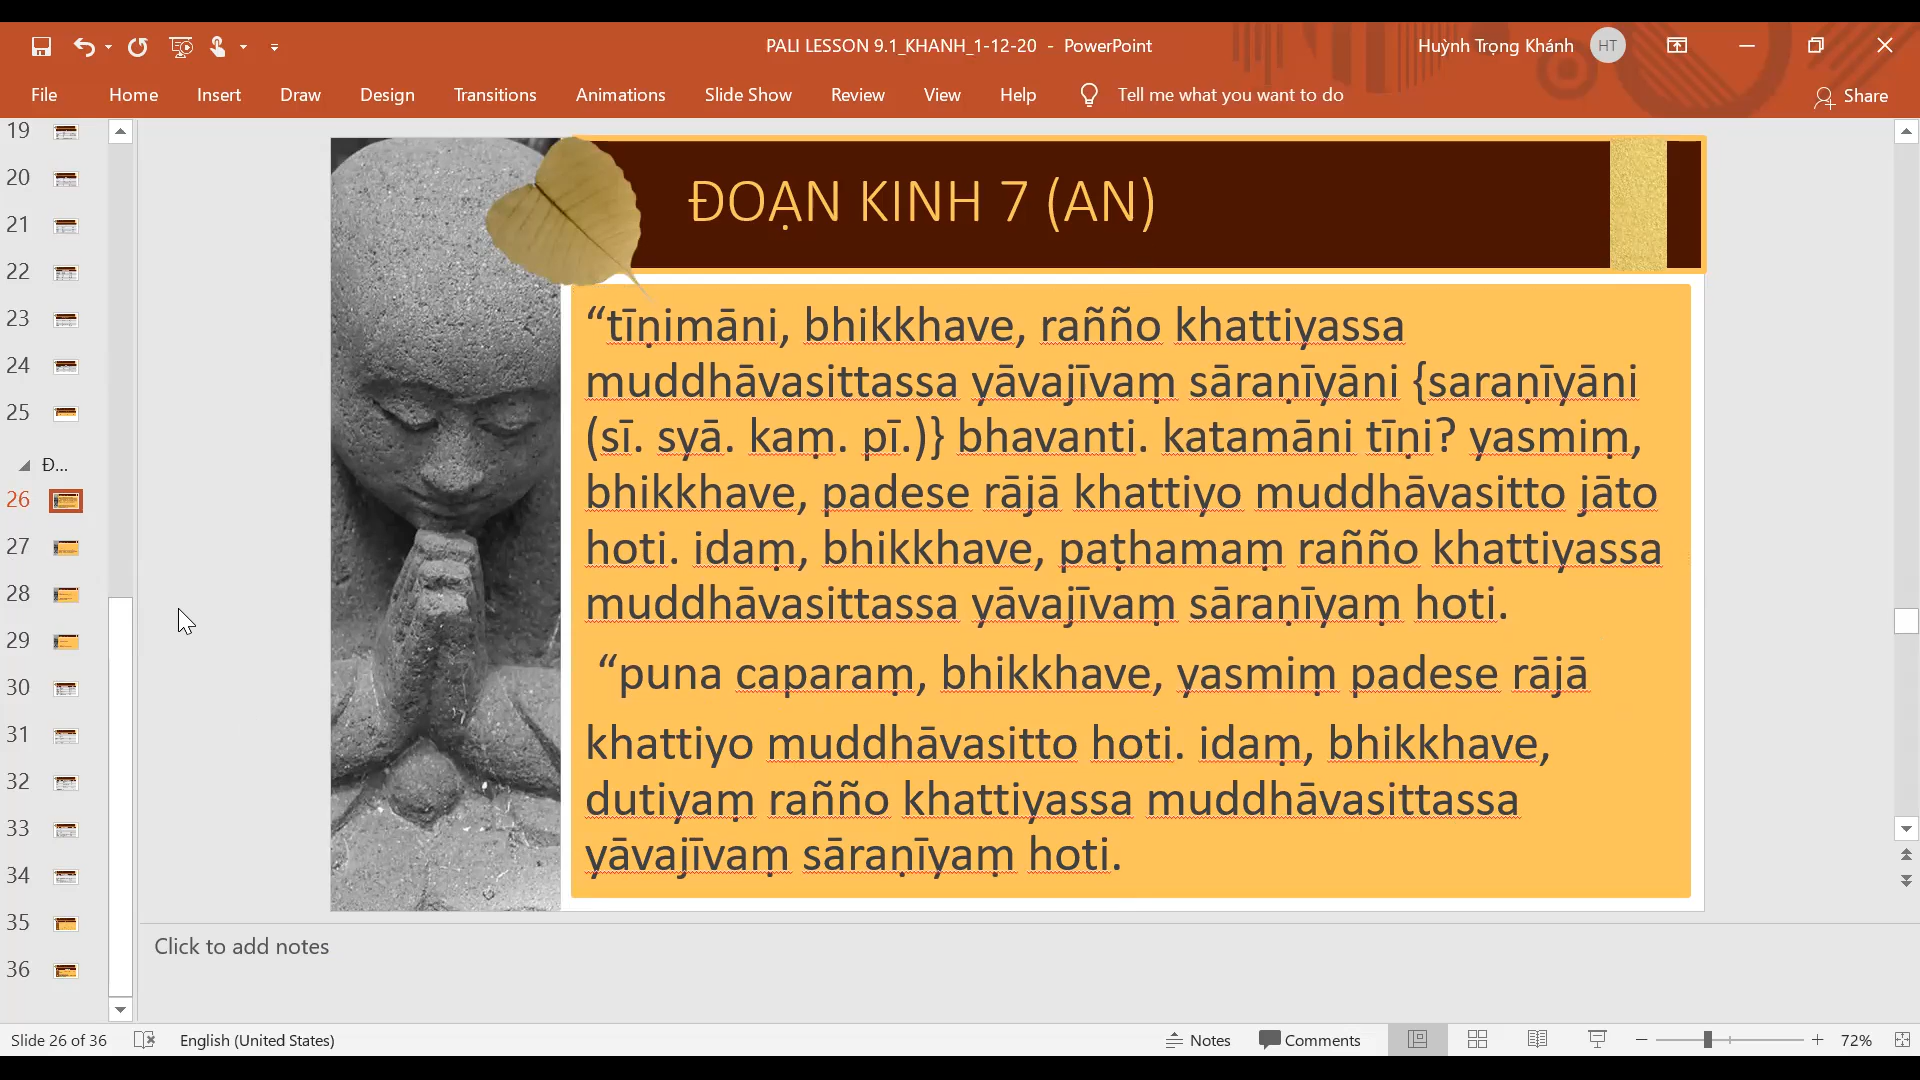 PALI LESSON 9.1_KHANH_1-12-20 - PowerPoint
Huỳnh Trọng Khánh HT
File Home Insert Draw Design Transitions Animations Slide Show Review View Help Tell me what you want to do Share
19
20
21
22
23
24
25
Đ...
26
27
28
29
30
31
32
33
34
35
36
ĐOẠN KINH 7 (AN)
“tīṇimāni, bhikkhave, rañño khattiyassa
muddhāvasittassa yāvajīvaṃ sāraṇīyāni {saraṇīyāni
(sī. syā. kaṃ. pī.)} bhavanti. katamāni tīṇi? yasmiṃ,
bhikkhave, padese rājā khattiyo muddhāvasitto jāto
hoti. idaṃ, bhikkhave, paṭhamaṃ rañño khattiyassa
muddhāvasittassa yāvajīvaṃ sāraṇīyaṃ hoti.
“puna caparaṃ, bhikkhave, yasmiṃ padese rājā
khattiyo muddhāvasitto hoti. idaṃ, bhikkhave,
dutiyaṃ rañño khattiyassa muddhāvasittassa
yāvajīvaṃ sāraṇīyaṃ hoti.
Click to add notes
Slide 26 of 36 English (United States) Notes Comments 72%